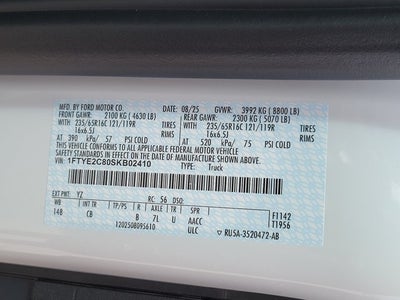 MFD. BY FORD MOTOR CO. 08/25 GVWR: 3992 KG ( 8800 LB)
FRONT GAWR: 2100 KG ( 4630 LB) REAR GAWR: 2300 KG ( 5070 LB)
235/65R16C 121/119R TIRES 235/65R16C 121/119R TIRES
16x6.5J RIMS 16x6.5J RIMS
AT 390 kPa/ 57 PSI COLD AT 520 kPa/ 75 PSI COLD
THIS VEHICLE CONFORMS TO ALL APPLICABLE FEDERAL MOTOR VEHICLE
SAFETY STANDARDS IN EFFECT ON THE DATE OF MANUFACTURE SHOWN ABOVE.
VIN: 1FTYE2C80SKB02410 TYPE: Truck
EXT PNT: YZ RC: 56 DSO:
WB BRK INT TR TP/PS R AXLE TR SPR F1142
14B CB B 7L U AACC T1956
120250809S610 ULC RUSA-3520472-AB